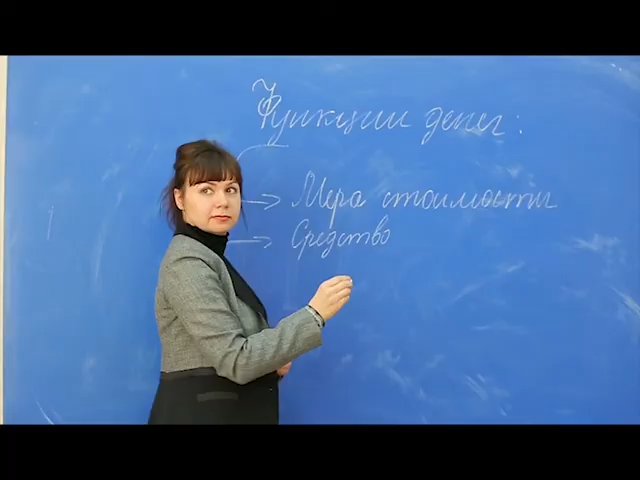 Функции денег:
→ Мера стоимости
→ Средство